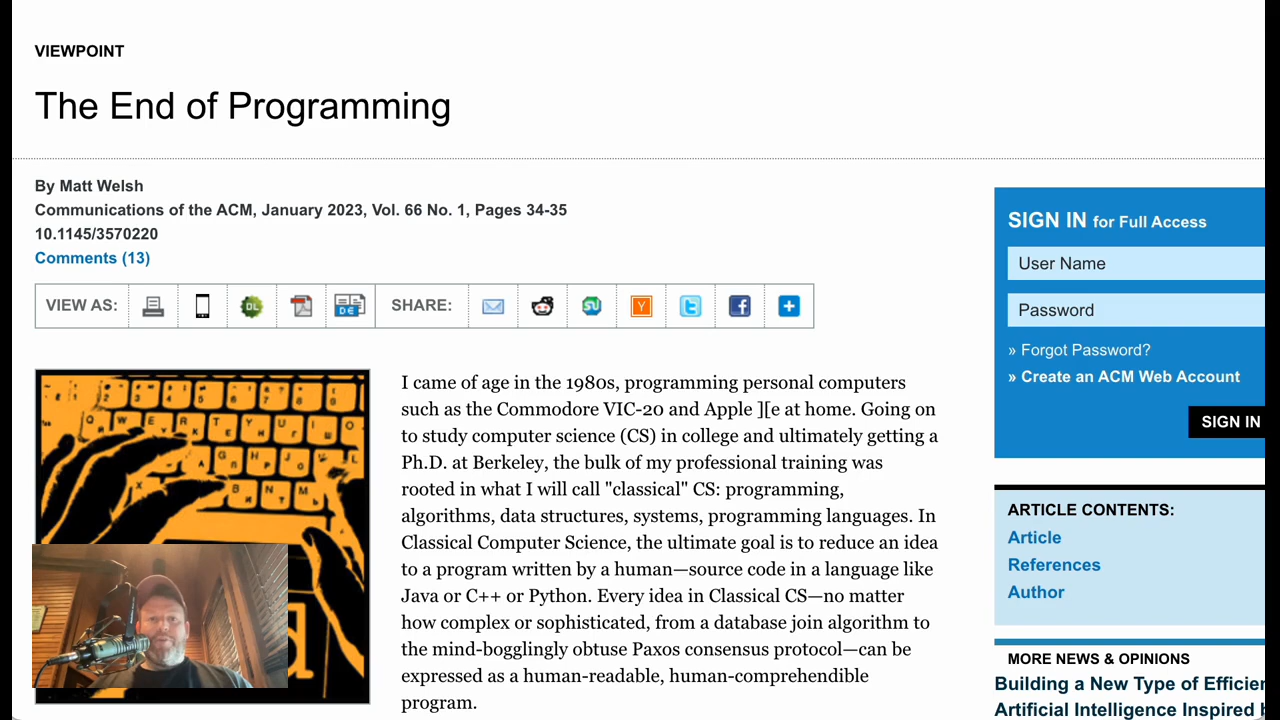 VIEWPOINT
The End of Programming
By Matt Welsh
Communications of the ACM, January 2023, Vol. 66 No. 1, Pages 34-35
10.1145/3570220
Comments (13)
VIEW AS:
SHARE:
I came of age in the 1980s, programming personal computers
such as the Commodore VIC-20 and Apple ][e at home. Going on
to study computer science (CS) in college and ultimately getting a
Ph.D. at Berkeley, the bulk of my professional training was
rooted in what I will call "classical" CS: programming,
algorithms, data structures, systems, programming languages. In
Classical Computer Science, the ultimate goal is to reduce an idea
to a program written by a human—source code in a language like
Java or C++ or Python. Every idea in Classical CS—no matter
how complex or sophisticated, from a database join algorithm to
the mind-bogglingly obtuse Paxos consensus protocol—can be
expressed as a human-readable, human-comprehendible
program.
SIGN IN for Full Access
User Name
Password
» Forgot Password?
» Create an ACM Web Account
SIGN IN
ARTICLE CONTENTS:
Article
References
Author
MORE NEWS & OPINIONS
Building a New Type of Efficien
Artificial Intelligence Inspired b